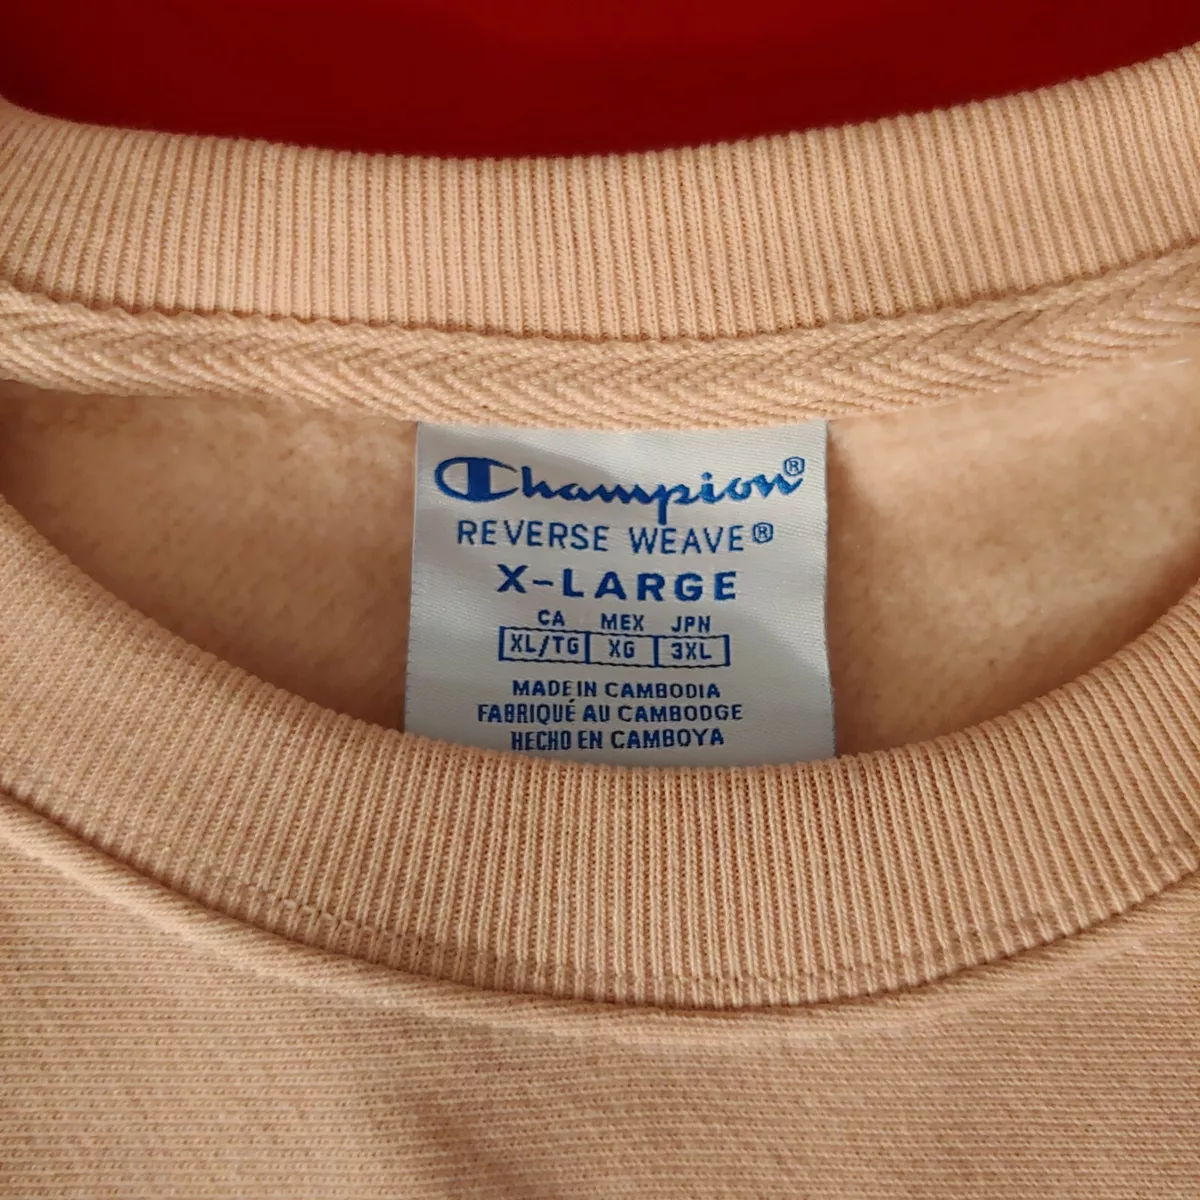 Champion®
REVERSE WEAVE®
X-LARGE
CA MEX JPN
XL/TG XG 3XL
MADE IN CAMBODIA
FABRIQUÉ AU CAMBODGE
HECHO EN CAMBOYA